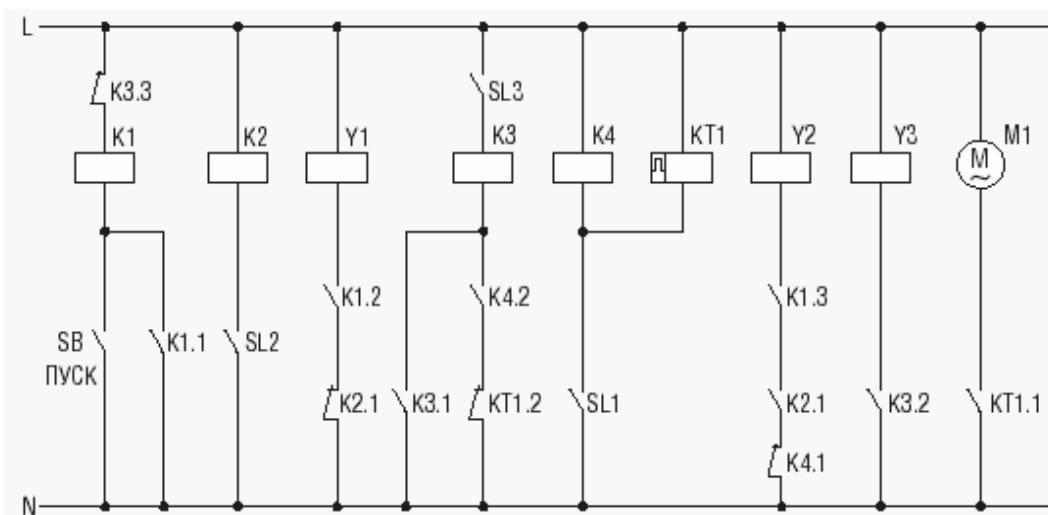 L
K3.3
SL3
K1
K2
Y1
K3
K4
KT1
Y2
Y3
M1
M
~
K1.2
K4.2
K1.3
SB
ПУСК
K1.1
SL2
K2.1
K3.1
KT1.2
SL1
K2.1
K3.2
KT1.1
K4.1
N